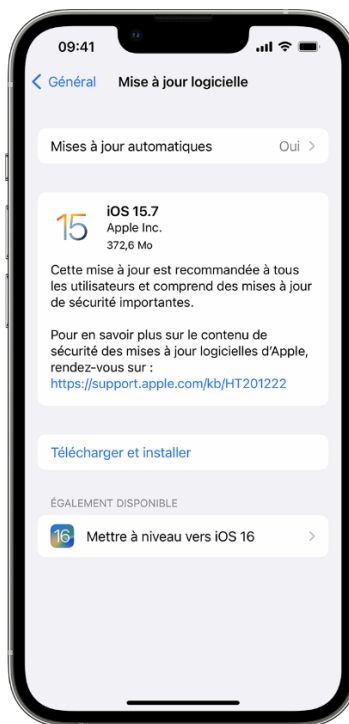 09:41
Général
Mise à jour logicielle
Mises à jour automatiques
Oui
15
iOS 15.7
Apple Inc.
372,6 Mo
Cette mise à jour est recommandée à tous
les utilisateurs et comprend des mises à jour
de sécurité importantes.
Pour en savoir plus sur le contenu de
sécurité des mises à jour logicielles d’Apple,
rendez-vous sur :
https://support.apple.com/kb/HT201222
Télécharger et installer
ÉGALEMENT DISPONIBLE
16
Mettre à niveau vers iOS 16